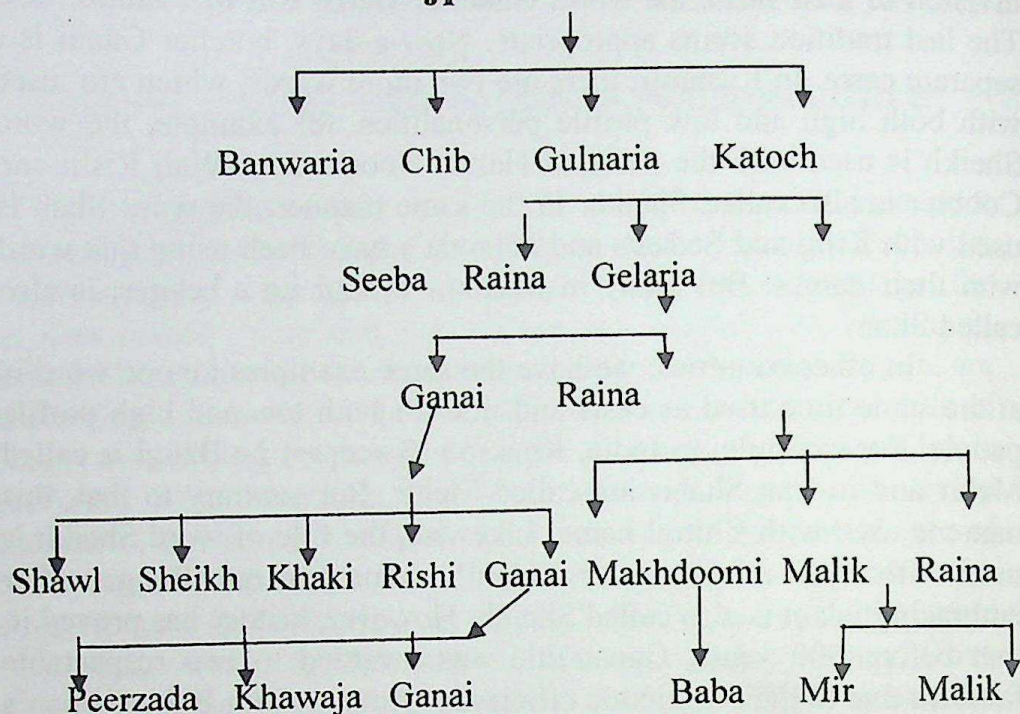 Banwaria Chib Gulnaria Katoch
Seeba Raina Gelaria
Ganai Raina
Shawl Sheikh Khaki Rishi Ganai Makhdoomi Malik Raina
Peerzada Khawaja Ganai Baba Mir Malik